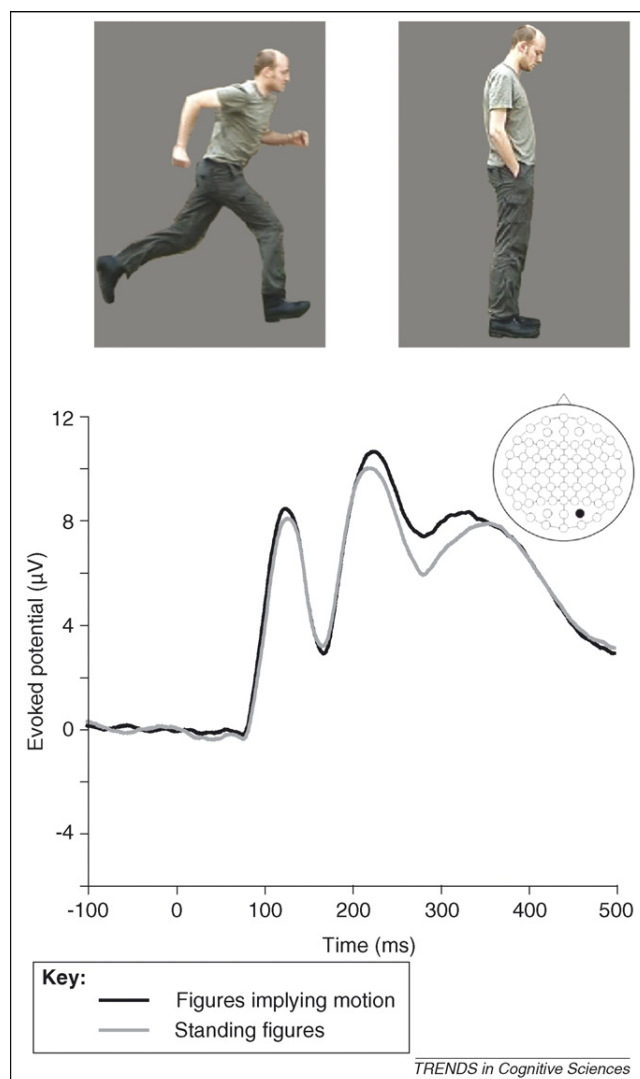 12
8
4
0
-4
Evoked potential (µV)
-100 0 100 200 300 400 500
Time (ms)
Key:
Figures implying motion
Standing figures
TRENDS in Cognitive Sciences